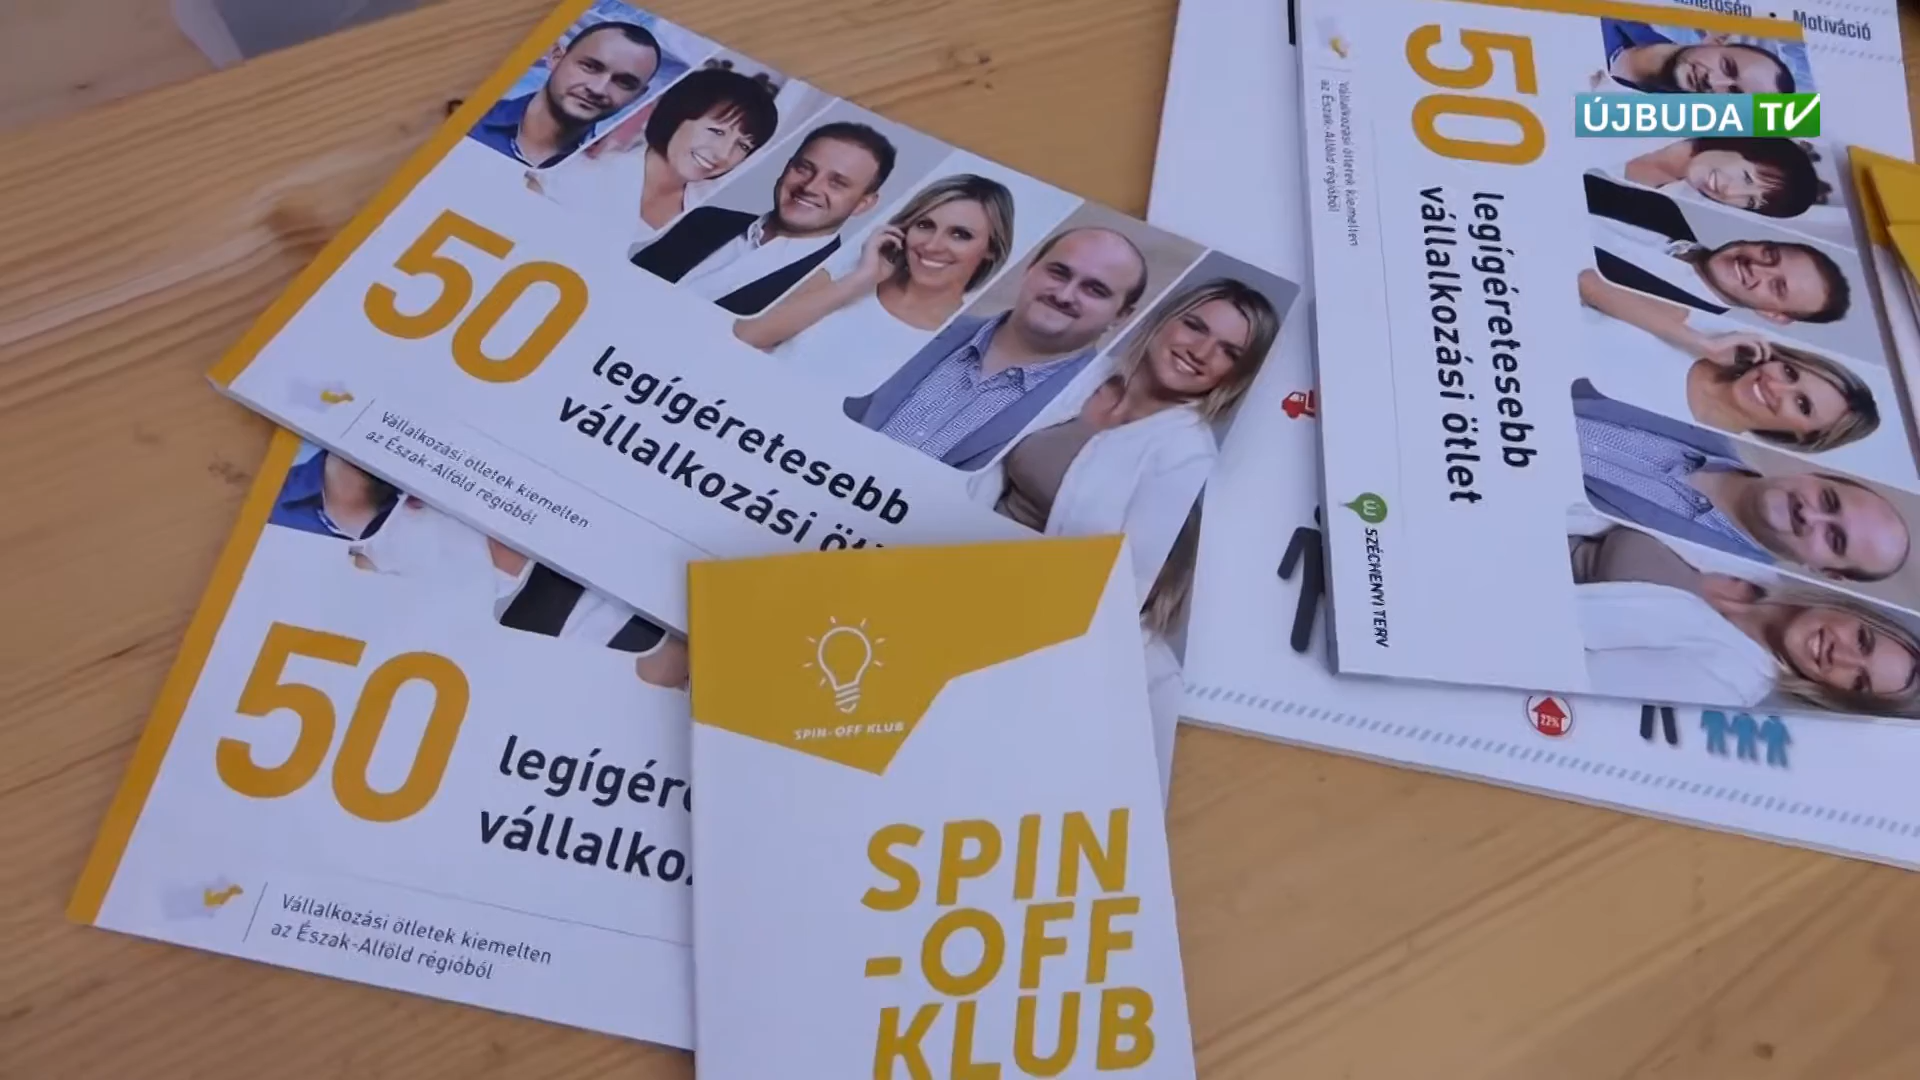 Motiváció
ÚJBUDA TV
50
legígéretesebb
vállalkozási ötlet
Vállalkozási ötletek kiemelten
az Észak-Alföld régióból
ÚJ SZÉCHENYI TERV
50
legígéretesebb
vállalkozási
Vállalkozási ötletek kiemelten
az Észak-Alföld régióból
50
Vállalkozási ötletek kiemelten
az Észak-Alföld régióból
SPIN-OFF KLUB
SPIN
-OFF
KLUB
22%